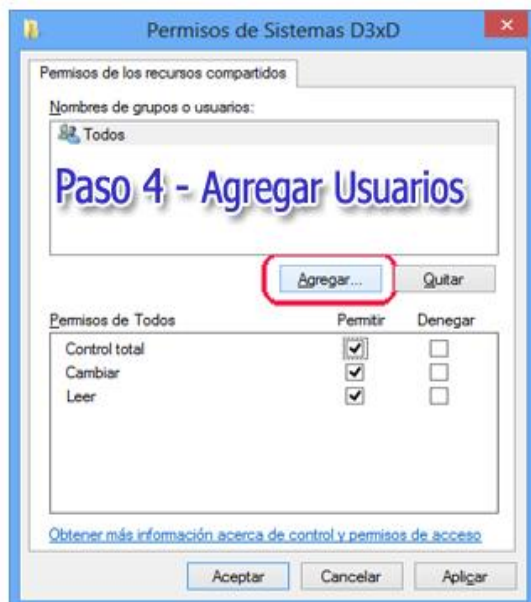 Permisos de Sistemas D3xD
Permisos de los recursos compartidos
Nombres de grupos o usuarios:
Todos
Paso 4 - Agregar Usuarios
Agregar... Quitar
Permisos de Todos Permitir Denegar
Control total
Cambiar
Leer
Obtener más información acerca de control y permisos de acceso
Aceptar Cancelar Aplicar